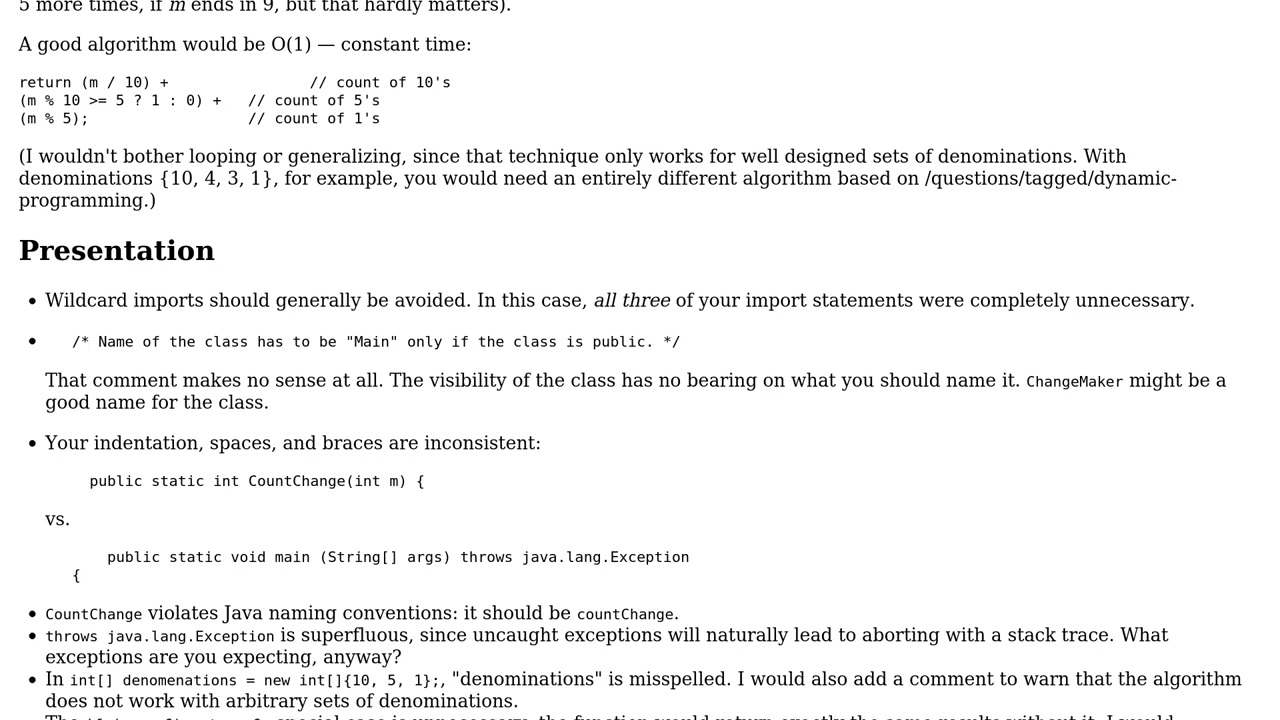 5 more times, if m ends in 9, but that hardly matters).
A good algorithm would be O(1) — constant time:
return (m / 10) +                // count of 10's
(m % 10 >= 5 ? 1 : 0) +   // count of 5's
(m % 5);                  // count of 1's
(I wouldn't bother looping or generalizing, since that technique only works for well designed sets of denominations. With
denominations {10, 4, 3, 1}, for example, you would need an entirely different algorithm based on /questions/tagged/dynamic-
programming.)
Presentation
• Wildcard imports should generally be avoided. In this case, all three of your import statements were completely unnecessary.
• /* Name of the class has to be "Main" only if the class is public. */
That comment makes no sense at all. The visibility of the class has no bearing on what you should name it. ChangeMaker might be a
good name for the class.
• Your indentation, spaces, and braces are inconsistent:
public static int CountChange(int m) {
vs.
public static void main (String[] args) throws java.lang.Exception
{
• CountChange violates Java naming conventions: it should be countChange.
• throws java.lang.Exception is superfluous, since uncaught exceptions will naturally lead to aborting with a stack trace. What
exceptions are you expecting, anyway?
• In int[] denomenations = new int[]{10, 5, 1};, "denominations" is misspelled. I would also add a comment to warn that the algorithm
does not work with arbitrary sets of denominations.